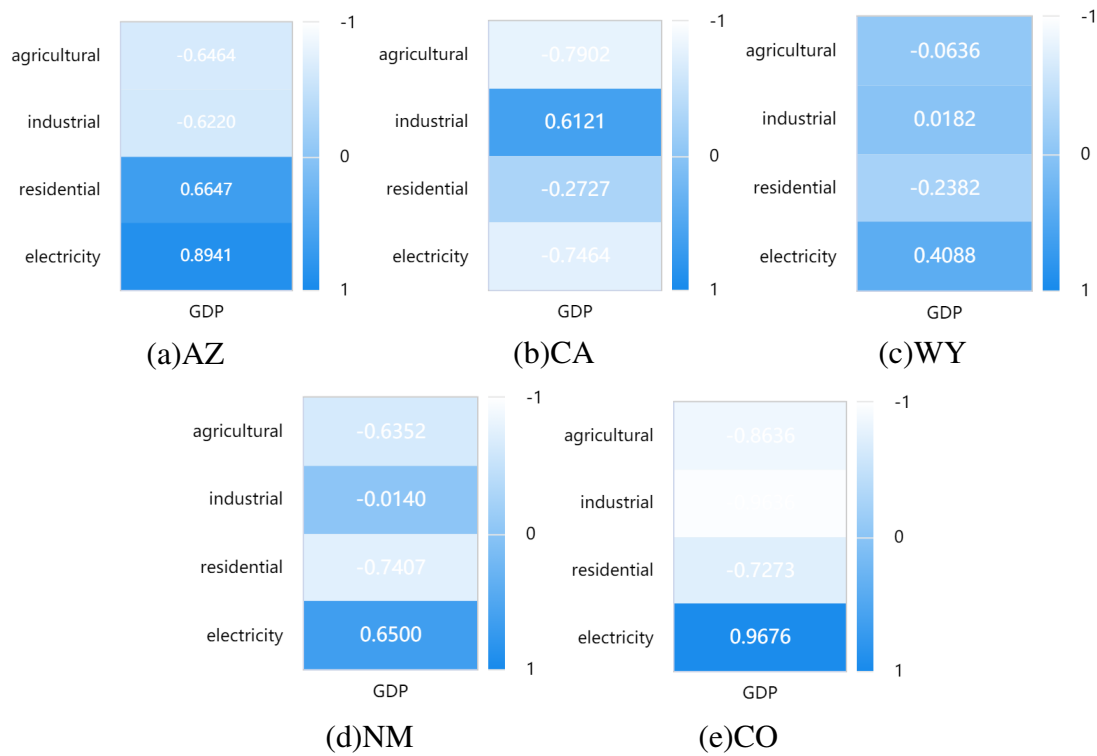 -1
agricultural
-0.6464
industrial
-0.6220
0
residential
0.6647
electricity
0.8941
1
GDP
(a)AZ
-1
agricultural
-0.7902
industrial
0.6121
0
residential
-0.2727
electricity
-0.7464
1
GDP
(b)CA
-1
agricultural
-0.0636
industrial
0.0182
0
residential
-0.2382
electricity
0.4088
1
GDP
(c)WY
-1
agricultural
-0.6352
industrial
-0.0140
0
residential
-0.7407
electricity
0.6500
1
GDP
(d)NM
-1
agricultural
-0.8636
industrial
0
residential
-0.7273
electricity
0.9676
1
GDP
(e)CO